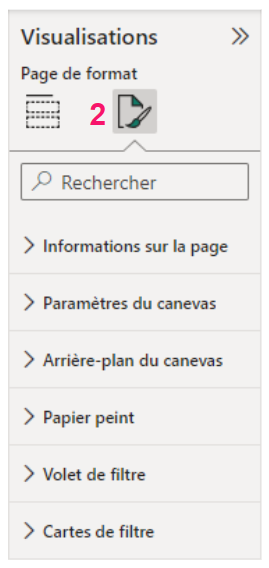 Visualisations
Page de format
2
Rechercher
Informations sur la page
Paramètres du canevas
Arrière-plan du canevas
Papier peint
Volet de filtre
Cartes de filtre